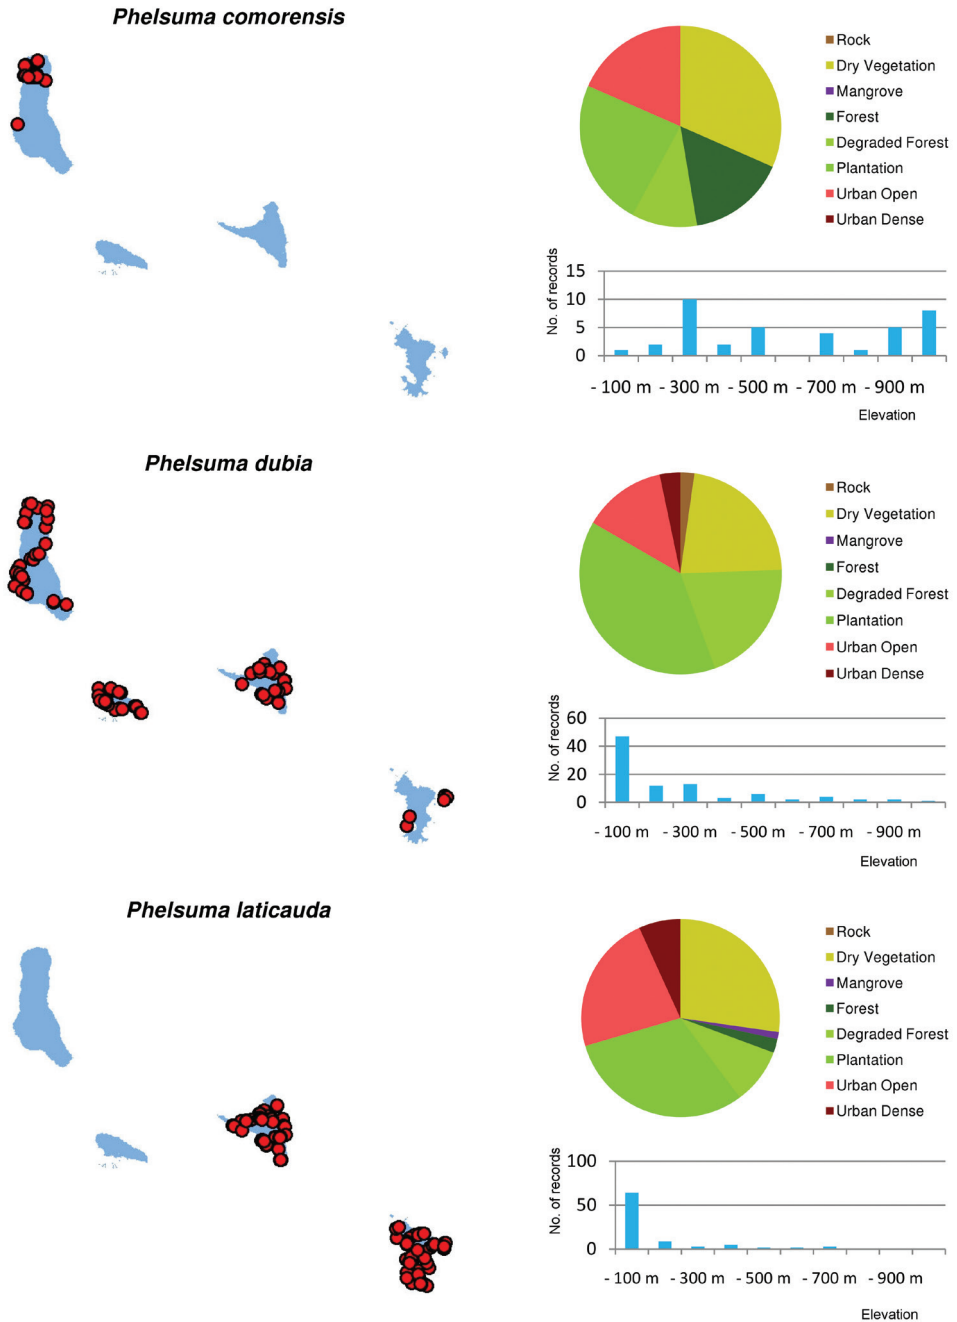 Phelsuma comorensis
Rock
Dry Vegetation
Mangrove
Forest
Degraded Forest
Plantation
Urban Open
Urban Dense
No. of records
15
10
5
0
- 100 m - 300 m - 500 m - 700 m - 900 m
Elevation
Phelsuma dubia
Rock
Dry Vegetation
Mangrove
Forest
Degraded Forest
Plantation
Urban Open
Urban Dense
No. of records
60
40
20
0
- 100 m - 300 m - 500 m - 700 m - 900 m
Elevation
Phelsuma laticauda
Rock
Dry Vegetation
Mangrove
Forest
Degraded Forest
Plantation
Urban Open
Urban Dense
No. of records
100
50
0
- 100 m - 300 m - 500 m - 700 m - 900 m
Elevation